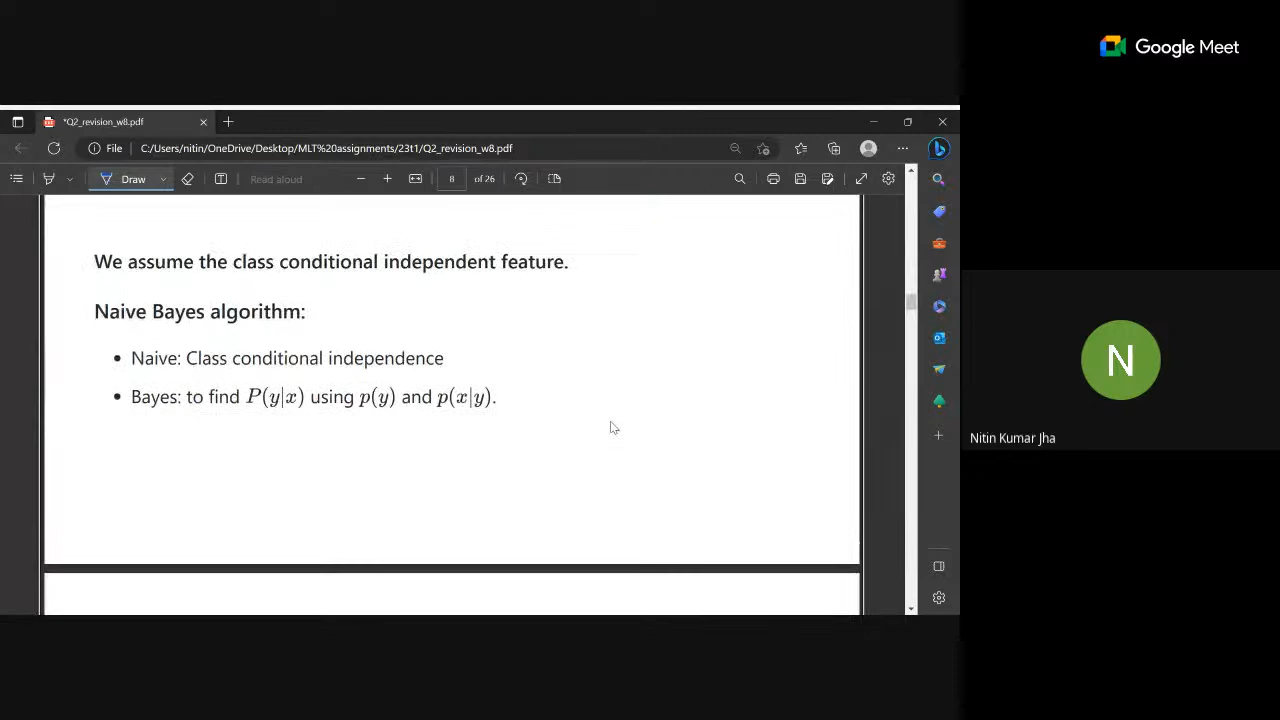 Google Meet
*Q2_revision_w8.pdf
File C:/Users/nitin/OneDrive/Desktop/MLT%20assignments/23t1/Q2_revision_w8.pdf
Draw Read aloud 8 of 26
We assume the class conditional independent feature.
Naive Bayes algorithm:
• Naive: Class conditional independence
• Bayes: to find P(y|x) using p(y) and p(x|y).
N
Nitin Kumar Jha